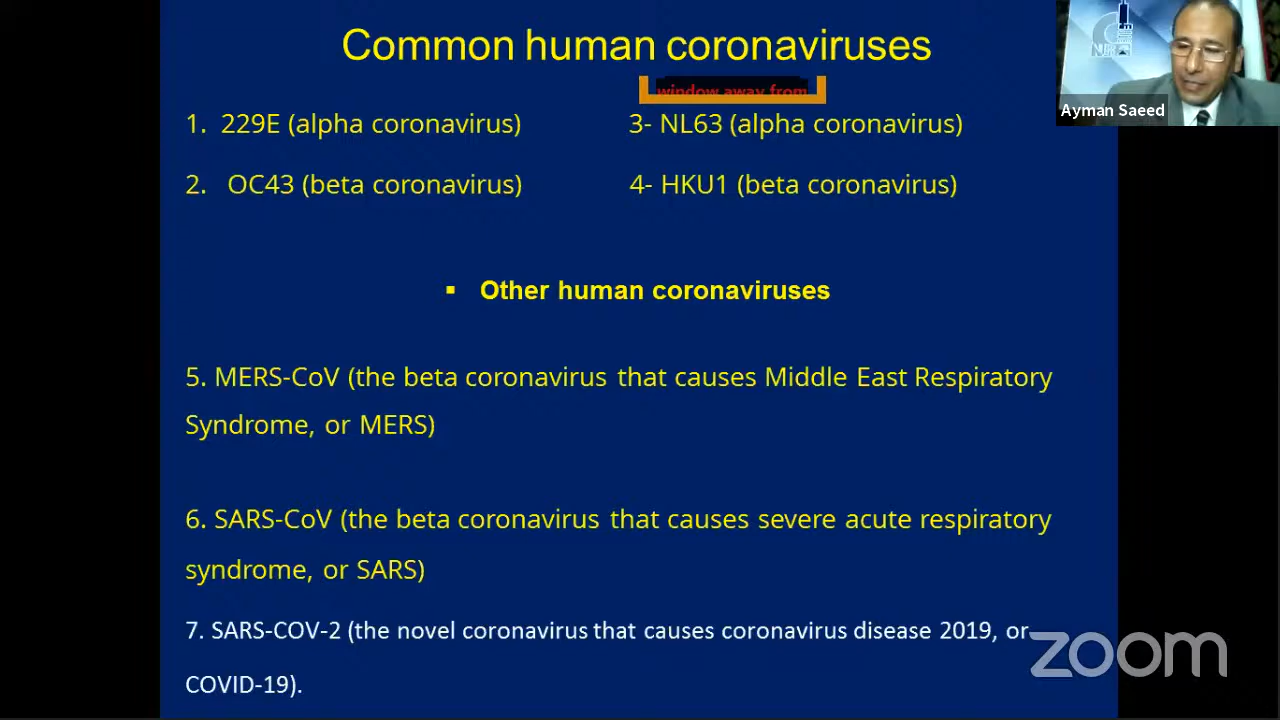 Common human coronaviruses
window away from
1. 229E (alpha coronavirus)
3- NL63 (alpha coronavirus)
2. OC43 (beta coronavirus)
4- HKU1 (beta coronavirus)
▪ Other human coronaviruses
5. MERS-CoV (the beta coronavirus that causes Middle East Respiratory
Syndrome, or MERS)
6. SARS-CoV (the beta coronavirus that causes severe acute respiratory
syndrome, or SARS)
7. SARS-COV-2 (the novel coronavirus that causes coronavirus disease 2019, or
COVID-19).
Ayman Saeed
zoom